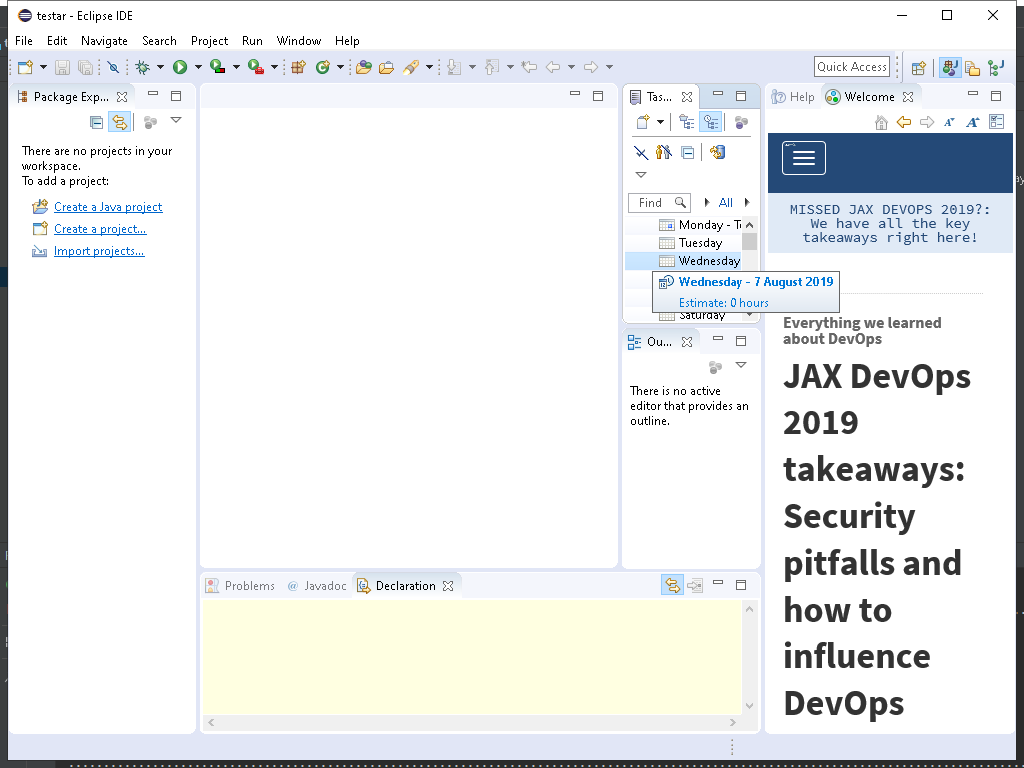 testar - Eclipse IDE
File Edit Navigate Search Project Run Window Help
Quick Access
Package Exp...
There are no projects in your
workspace.
To add a project:
Create a Java project
Create a project...
Import projects...
Tas...
Find All
Monday - T
Tuesday
Wednesday
Wednesday - 7 August 2019
Estimate: 0 hours
Saturday
Ou...
There is no active
editor that provides an
outline.
Problems @ Javadoc Declaration
Help Welcome
MISSED JAX DEVOPS 2019?:
We have all the key
takeaways right here!
Everything we learned
about DevOps
JAX DevOps
2019
takeaways:
Security
pitfalls and
how to
influence
DevOps